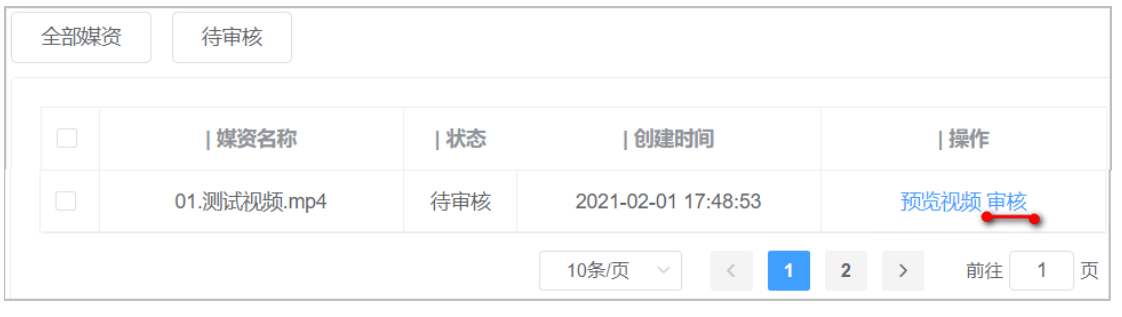 全部媒资 待审核
|媒资名称 |状态 |创建时间 |操作
01.测试视频.mp4 待审核 2021-02-01 17:48:53 预览视频 审核
10条/页 < 1 2 > 前往 1 页